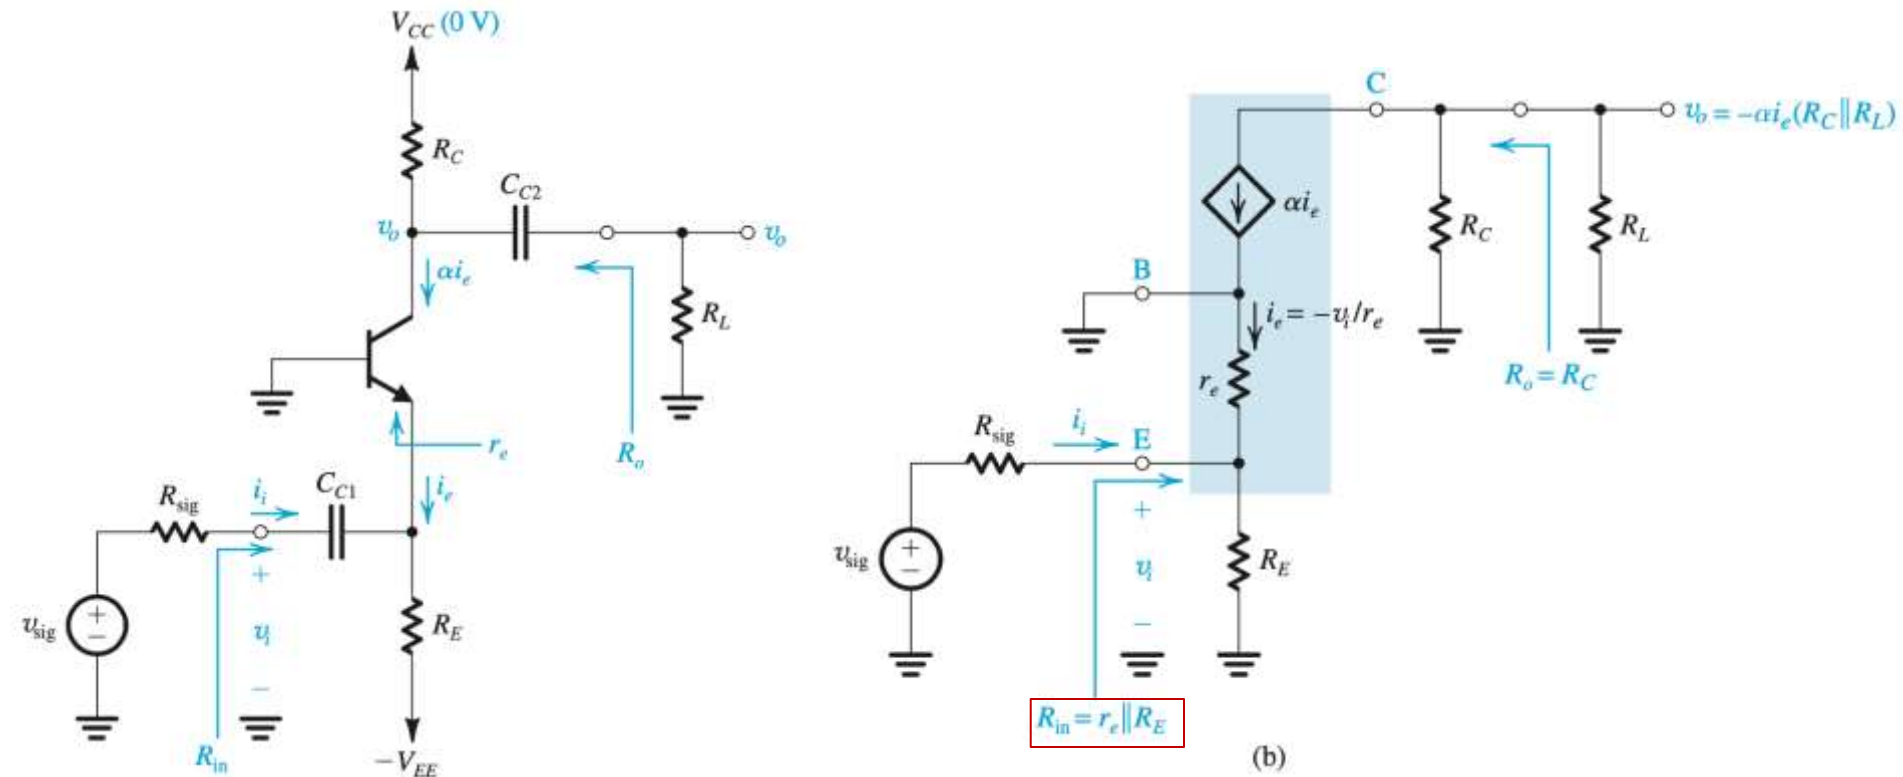 V_CC (0 V)
R_C
C_C2
v_o
v_o
αi_e
R_L
r_e
R_o
i_e
R_sig
i_i
C_C1
+
−
v_sig
+
v_i
−
R_E
R_in
−V_EE
C
v_o = −αi_e(R_C∥R_L)
αi_e
R_C
R_L
B
i_e = −v_i/r_e
R_o = R_C
r_e
R_sig
i_i
E
+
−
v_sig
+
v_i
−
R_E
R_in = r_e∥R_E
(b)